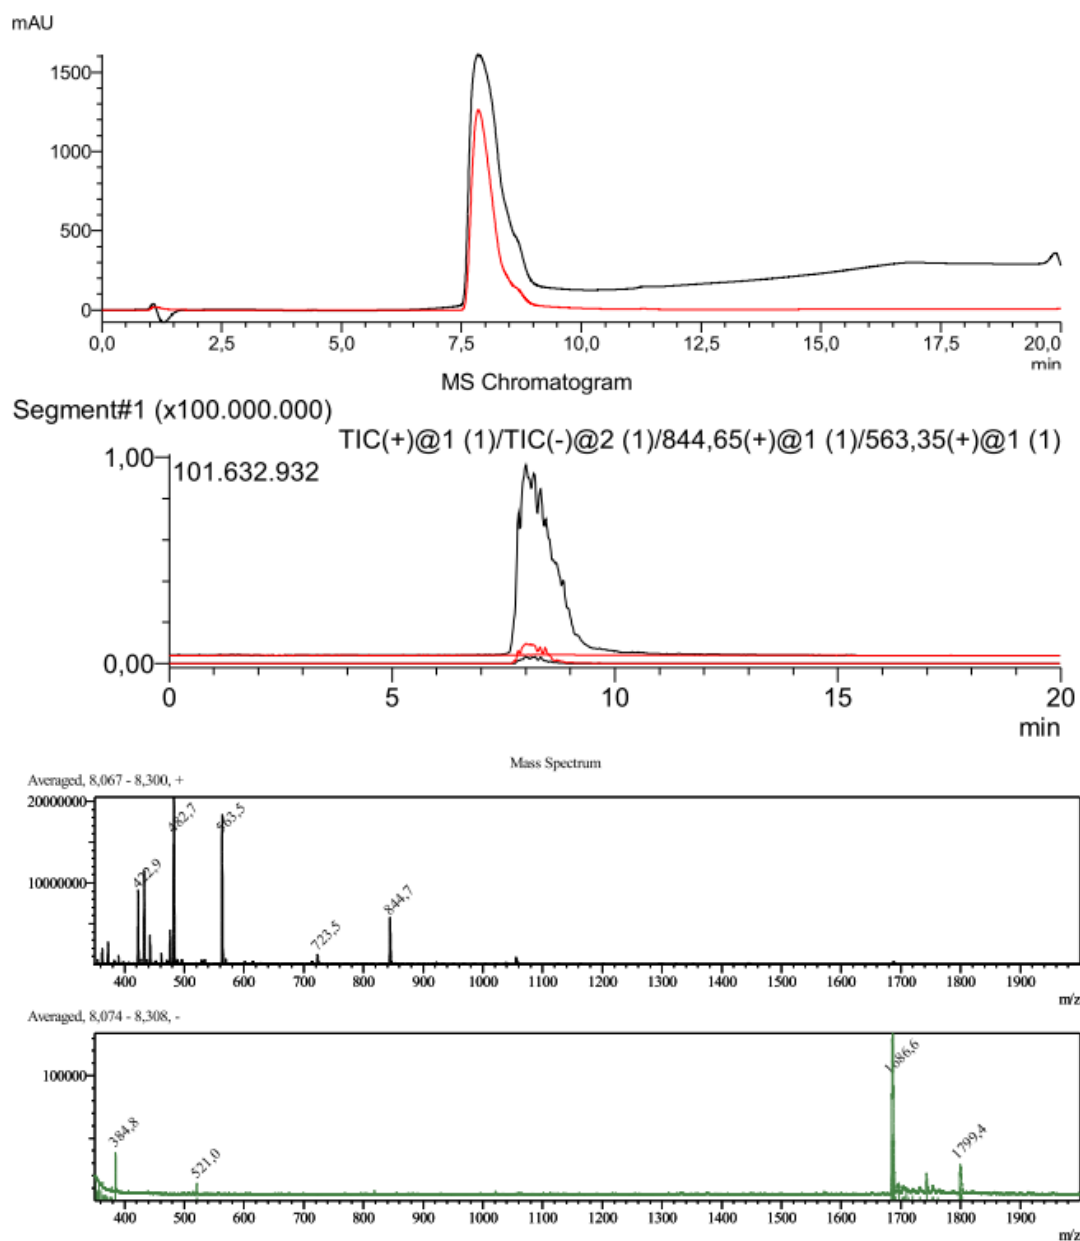 mAU
1500
1000
500
0
0,0 2,5 5,0 7,5 10,0 12,5 15,0 17,5 20,0
min
MS Chromatogram
Segment#1 (x100.000.000)
TIC(+)@1 (1)/TIC(-)@2 (1)/844,65(+)@1 (1)/563,35(+)@1 (1)
1,00
101.632.932
0,00
0 5 10 15 20
min
Mass Spectrum
Averaged, 8,067 - 8,300, +
20000000
482,7 563,5
10000000
422,9
844,7
723,5
400 500 600 700 800 900 1000 1100 1200 1300 1400 1500 1600 1700 1800 1900
m/z
Averaged, 8,074 - 8,308, -
100000
1686,6
384,8
521,0
1799,4
400 500 600 700 800 900 1000 1100 1200 1300 1400 1500 1600 1700 1800 1900
m/z